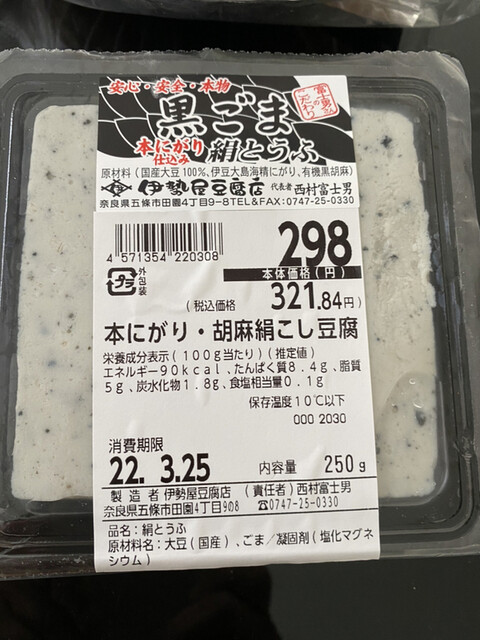 安心・安全・本物
黒ごま
富士男さんのこだわり
本にがり仕込み 絹とうふ
原材料(国産大豆100%、伊豆大島海精にがり、有機黒胡麻)
伊勢屋豆腐店 代表者 西村富士男
奈良県五條市田園4丁目9-8TEL&FAX:0747-25-0330
4 571354 220308
298
本体価格(円)
プラ 外包装
(税込価格 321.84円)
本にがり・胡麻絹こし豆腐
栄養成分表示(100g当たり)(推定値)
エネルギー90kcal、たんぱく質8.4g、脂質
5g、炭水化物1.8g、食塩相当量0.1g
保存温度10℃以下
000 2030
消費期限
22. 3.25 内容量 250g
製造者 伊勢屋豆腐店 (責任者)西村富士男
奈良県五條市田園4丁目908 ☎0747-25-0330
品名:絹とうふ
原材料名:大豆(国産)、ごま/凝固剤(塩化マグネ
シウム)